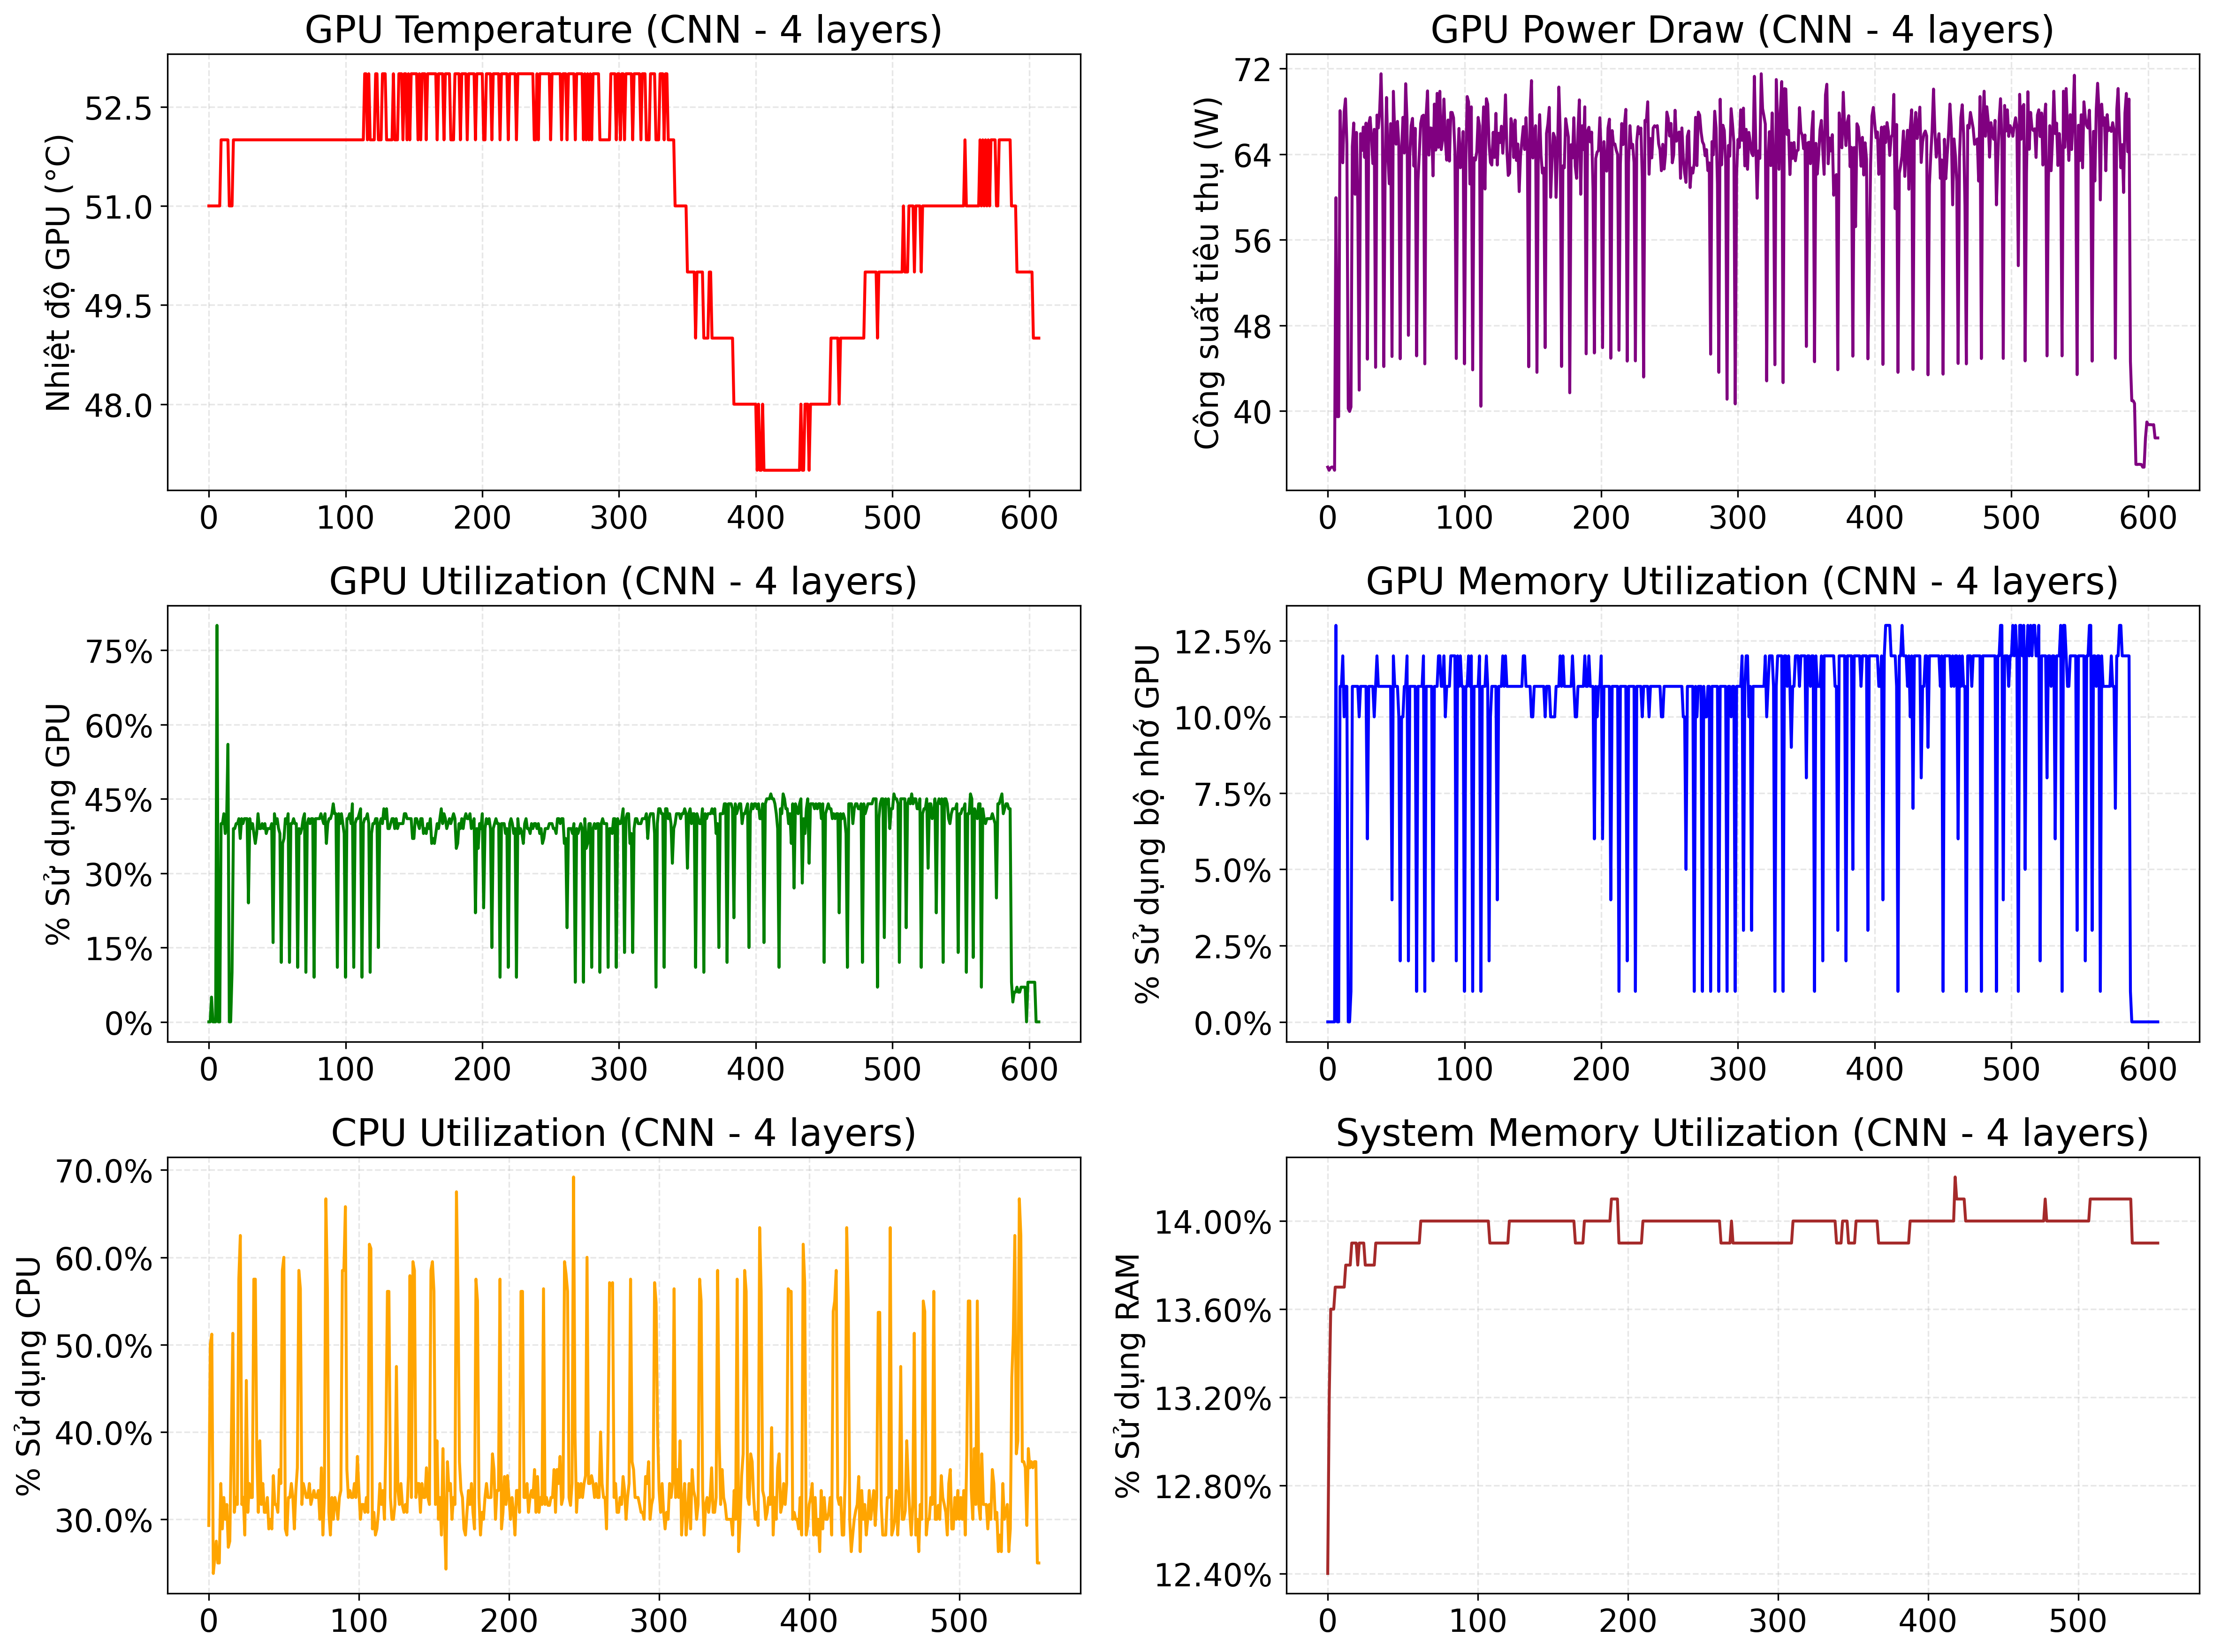 GPU Temperature (CNN - 4 layers)
Nhiệt độ GPU (°C)
52.5
51.0
49.5
48.0
0 100 200 300 400 500 600
GPU Power Draw (CNN - 4 layers)
Công suất tiêu thụ (W)
72
64
56
48
40
0 100 200 300 400 500 600
GPU Utilization (CNN - 4 layers)
% Sử dụng GPU
75%
60%
45%
30%
15%
0%
0 100 200 300 400 500 600
GPU Memory Utilization (CNN - 4 layers)
% Sử dụng bộ nhớ GPU
12.5%
10.0%
7.5%
5.0%
2.5%
0.0%
0 100 200 300 400 500 600
CPU Utilization (CNN - 4 layers)
% Sử dụng CPU
70.0%
60.0%
50.0%
40.0%
30.0%
0 100 200 300 400 500
System Memory Utilization (CNN - 4 layers)
% Sử dụng RAM
14.00%
13.60%
13.20%
12.80%
12.40%
0 100 200 300 400 500